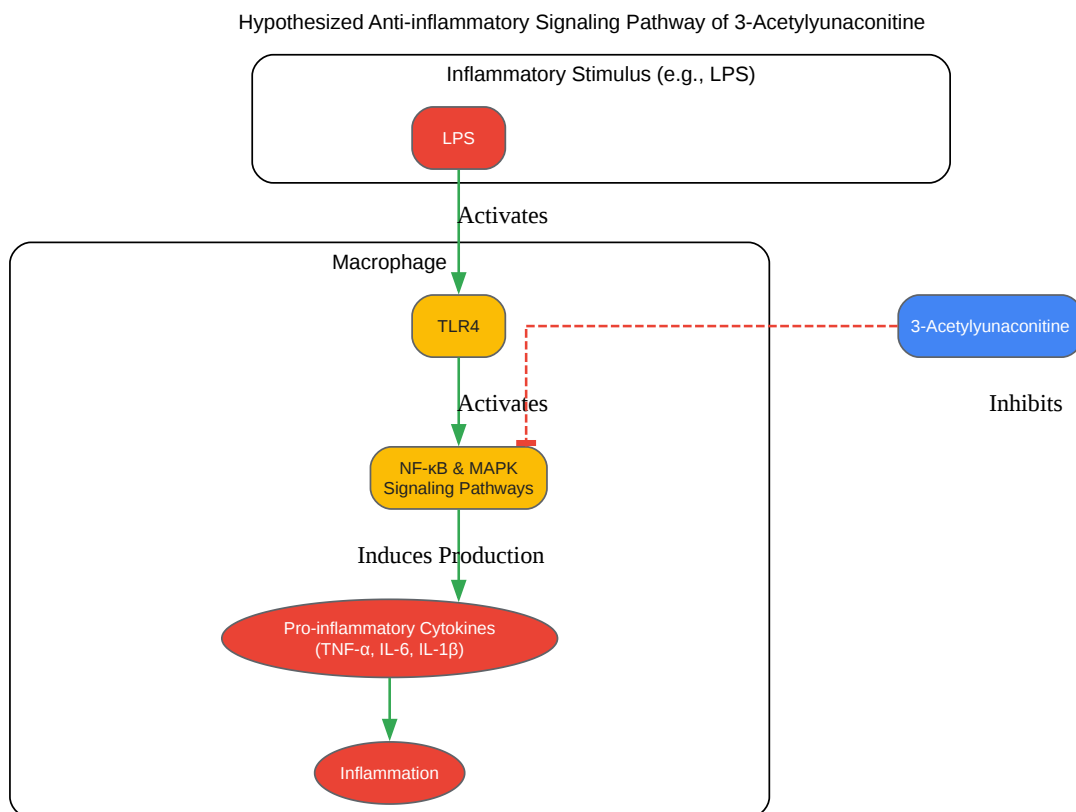 Hypothesized Anti-inflammatory Signaling Pathway of 3-Acetylyunaconitine
Inflammatory Stimulus (e.g., LPS)
LPS
Activates
Macrophage
TLR4
3-Acetylyunaconitine
Activates
Inhibits
NF-κB & MAPK
Signaling Pathways
Induces Production
Pro-inflammatory Cytokines
(TNF-α, IL-6, IL-1β)
Inflammation